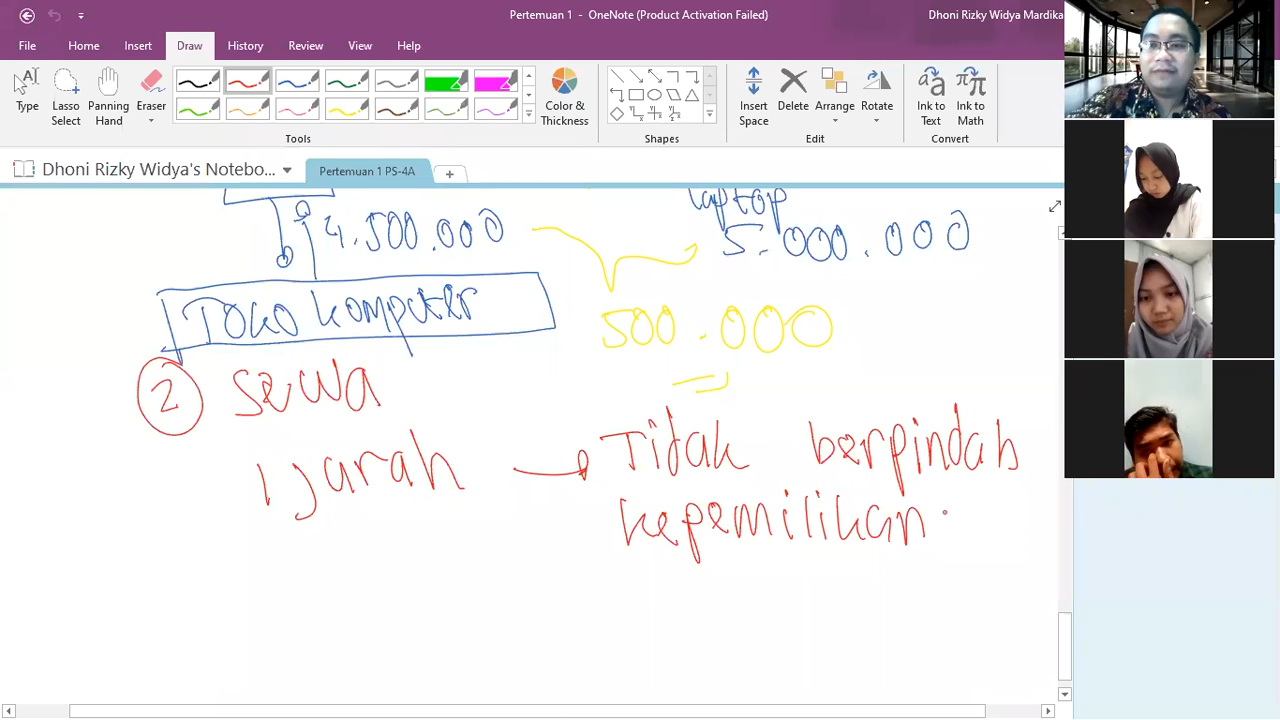 Pertemuan 1 - OneNote (Product Activation Failed)
Dhoni Rizky Widya Mardika
File Home Insert Draw History Review View Help
Type
Lasso Select
Panning Hand
Eraser
Color & Thickness
Insert Space
Delete
Arrange
Rotate
Ink to Text
Ink to Math
Tools
Shapes
Edit
Convert
Dhoni Rizky Widya's Notebo...
Pertemuan 1 PS-4A
laptop
4.500.000
5.000.000
Toko komputer
500.000
2 sewa
ijarah
Tidak berpindah
kepemilikan